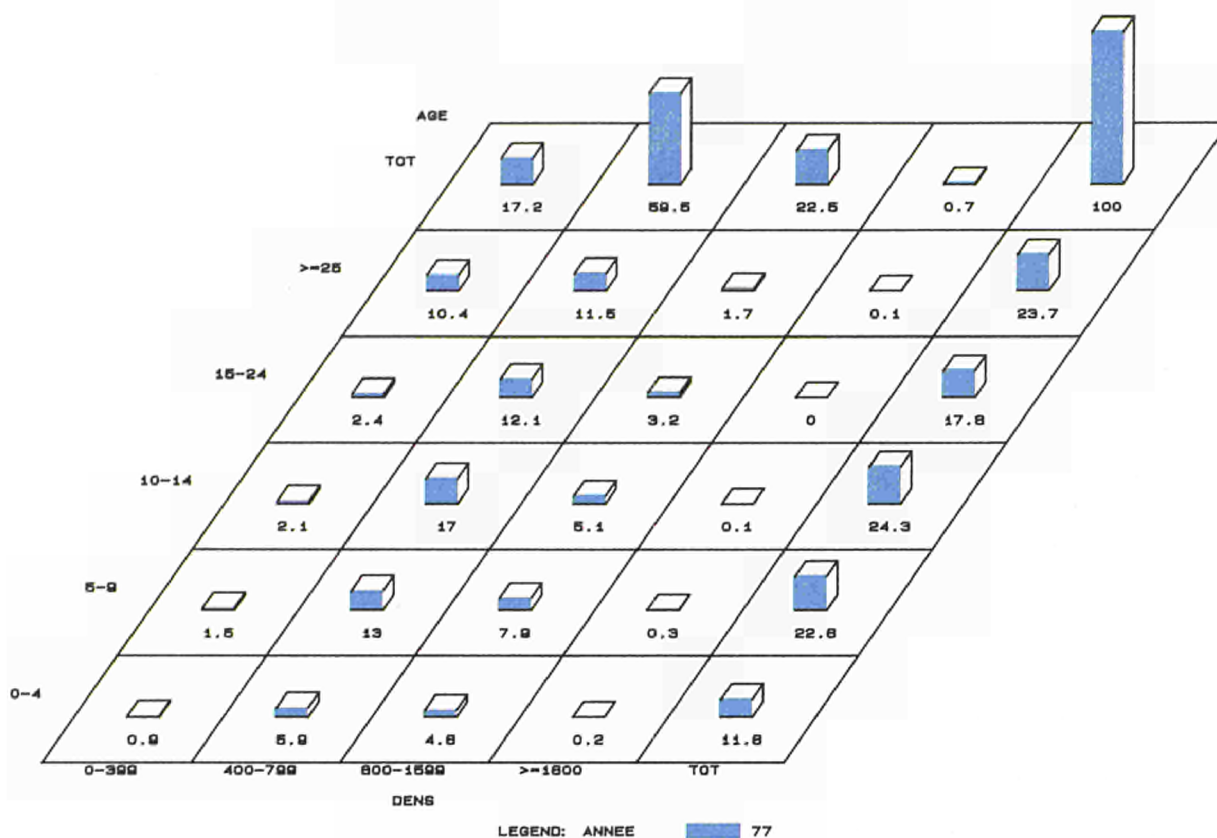 AGE
TOT
17.2 59.5 22.5 0.7 100
>=25
10.4 11.5 1.7 0.1 23.7
15-24
2.4 12.1 3.2 0 17.8
10-14
2.1 17 5.1 0.1 24.3
5-9
1.5 13 7.9 0.3 22.6
0-4
0.9 5.9 4.6 0.2 11.6
0-399 400-799 800-1599 >=1600 TOT
DENS
LEGEND: ANNEE 77